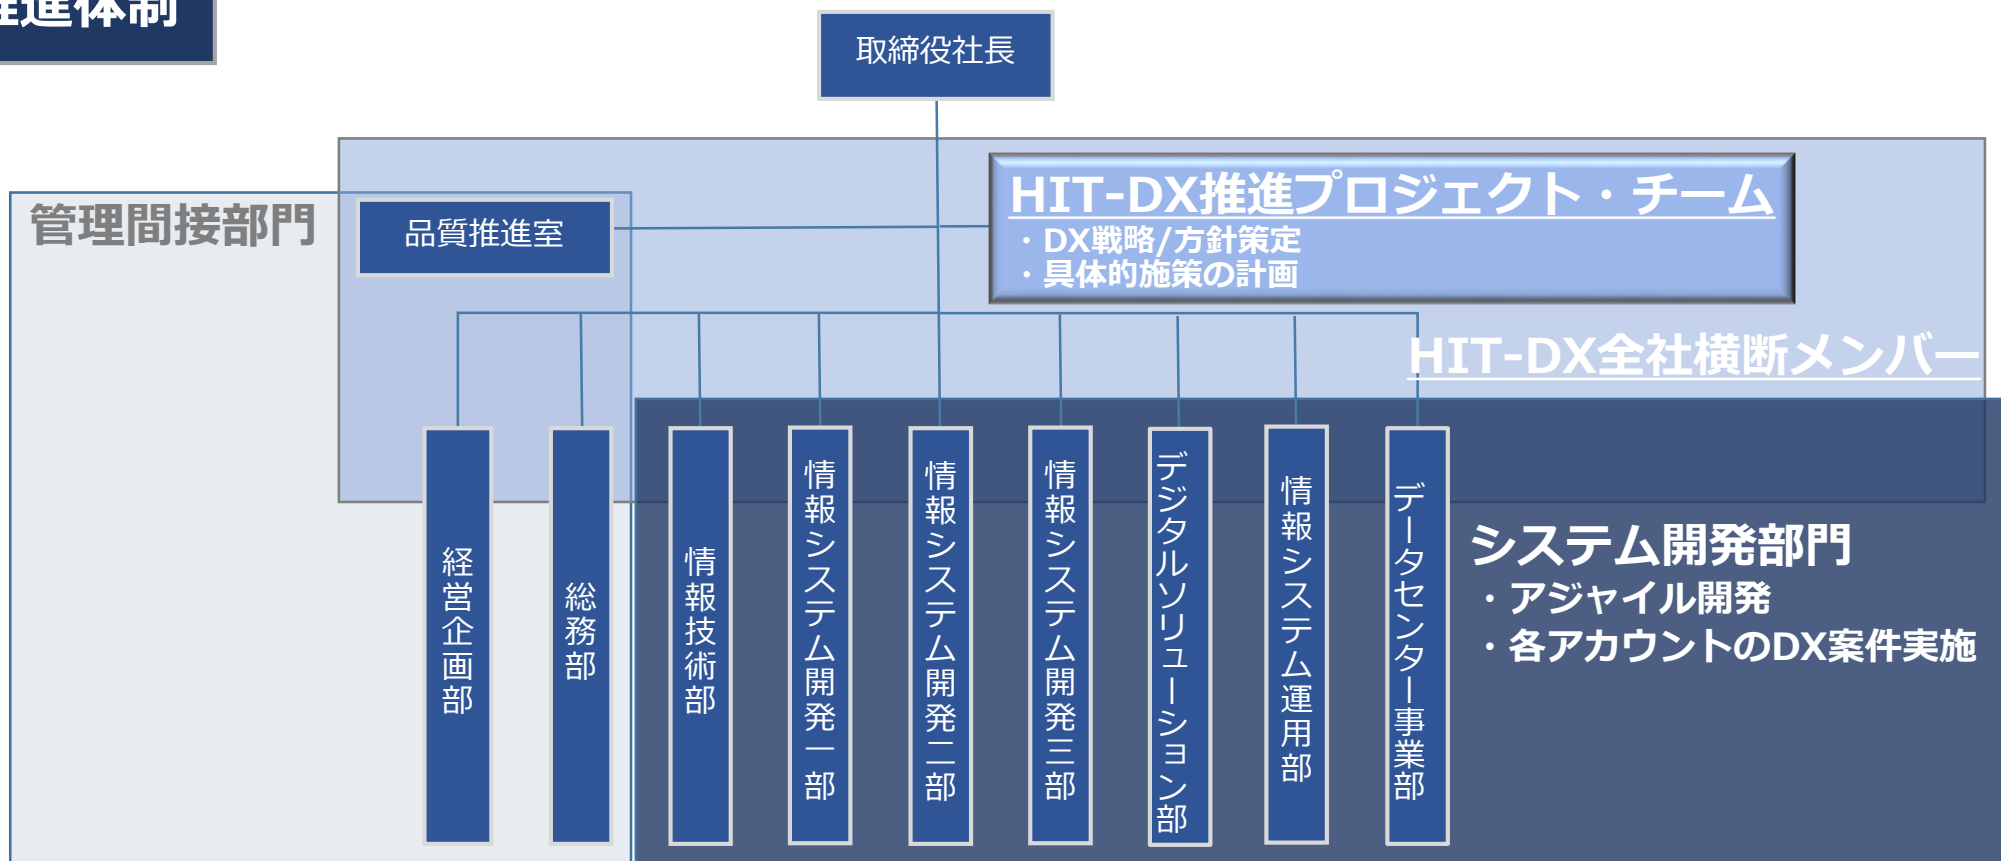 推進体制
取締役社長
HIT-DX推進プロジェクト・チーム
・DX戦略/方針策定
・具体的施策の計画
管理間接部門
品質推進室
HIT-DX全社横断メンバー
経営企画部
総務部
情報技術部
情報システム開発一部
情報システム開発二部
情報システム開発三部
デジタルソリューション部
情報システム運用部
データセンター事業部
システム開発部門
・アジャイル開発
・各アカウントのDX案件実施